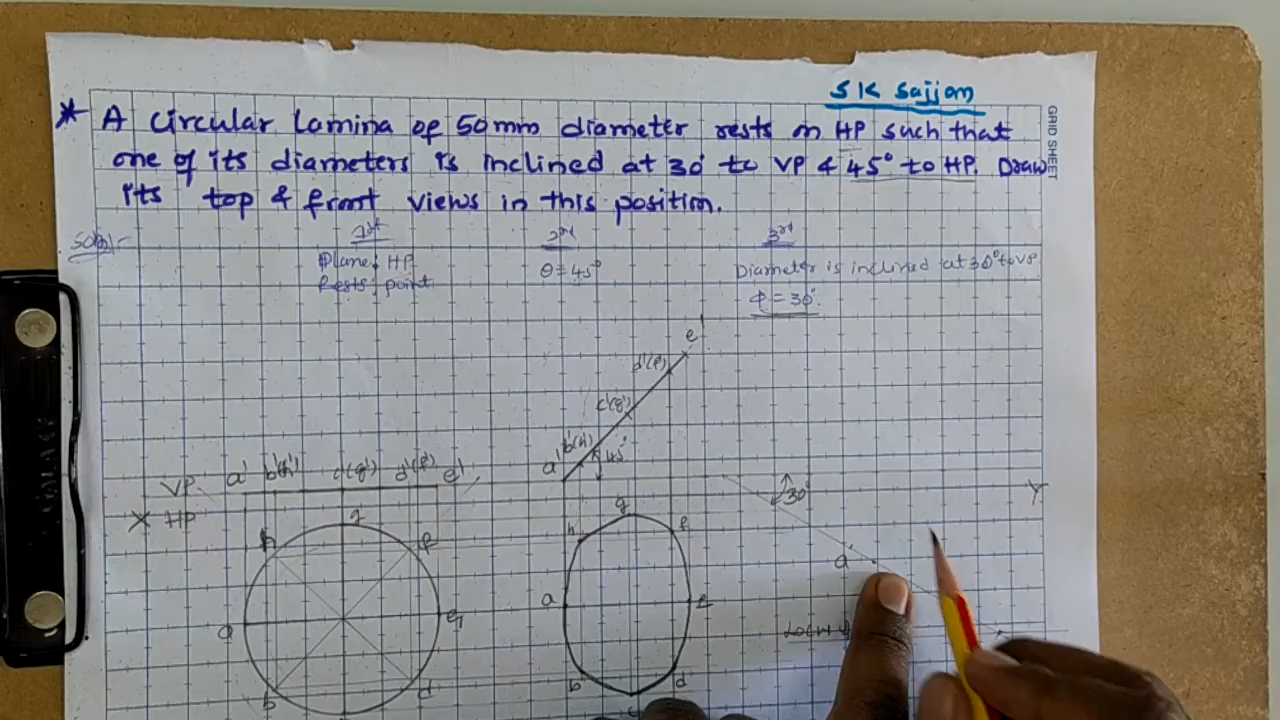 SK Sajjan
GRID SHEET
* A circular Lamina of 50mm diameter rests on HP such that
one of its diameters is inclined at 30° to VP & 45° to HP. Draw
its top & front views in this position.
1st 2nd 3rd
Plane: HP θ = 45° Diameter is inclined at 30° to VP
Rests: point φ = 30°.
e'
d'(f')
c'(g')
b'(h')
a' 45°
a' b'(h') c'(g') d'(f') e'
VP 30° Y
X HP
g g
h f h f
a
a e a e
b d b d
c